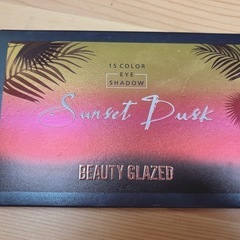 15 COLOR
EYE
SHADOW
Sunset Dusk
BEAUTY GLAZED